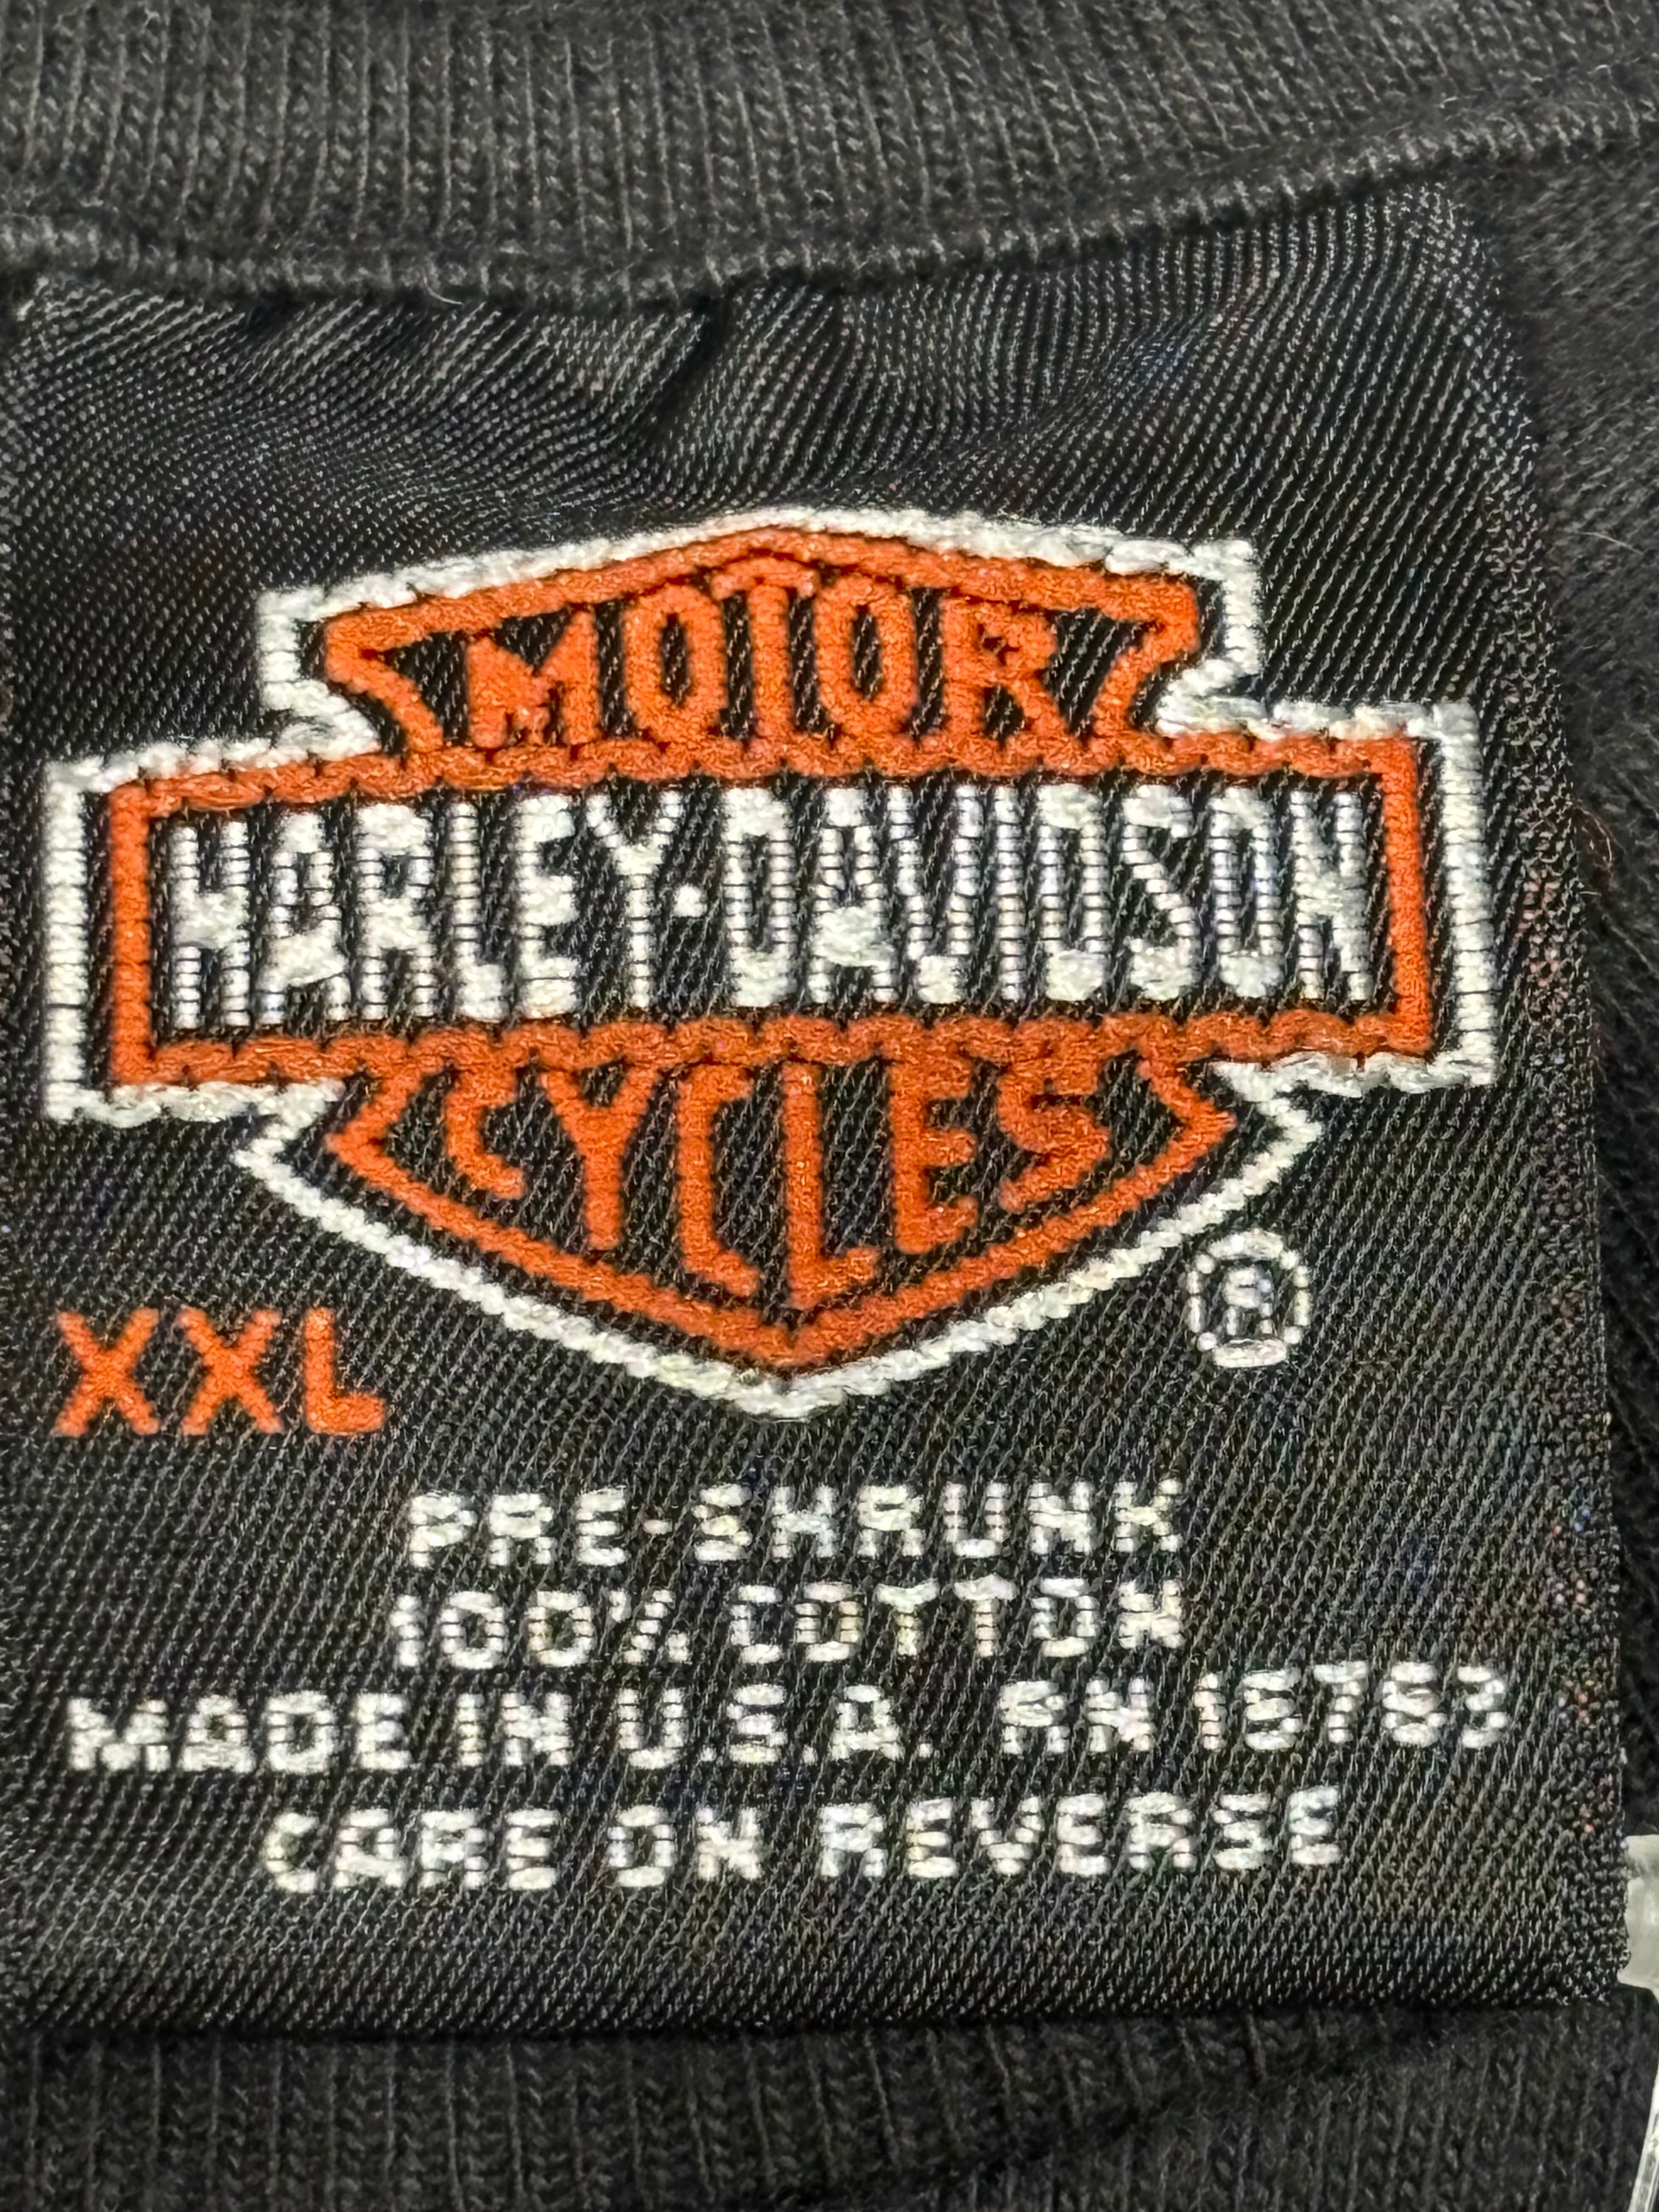 MOTOR
HARLEY-DAVIDSON
CYCLES
®
XXL
PRE-SHRUNK
100% COTTON
MADE IN U.S.A. RN 15763
CARE ON REVERSE